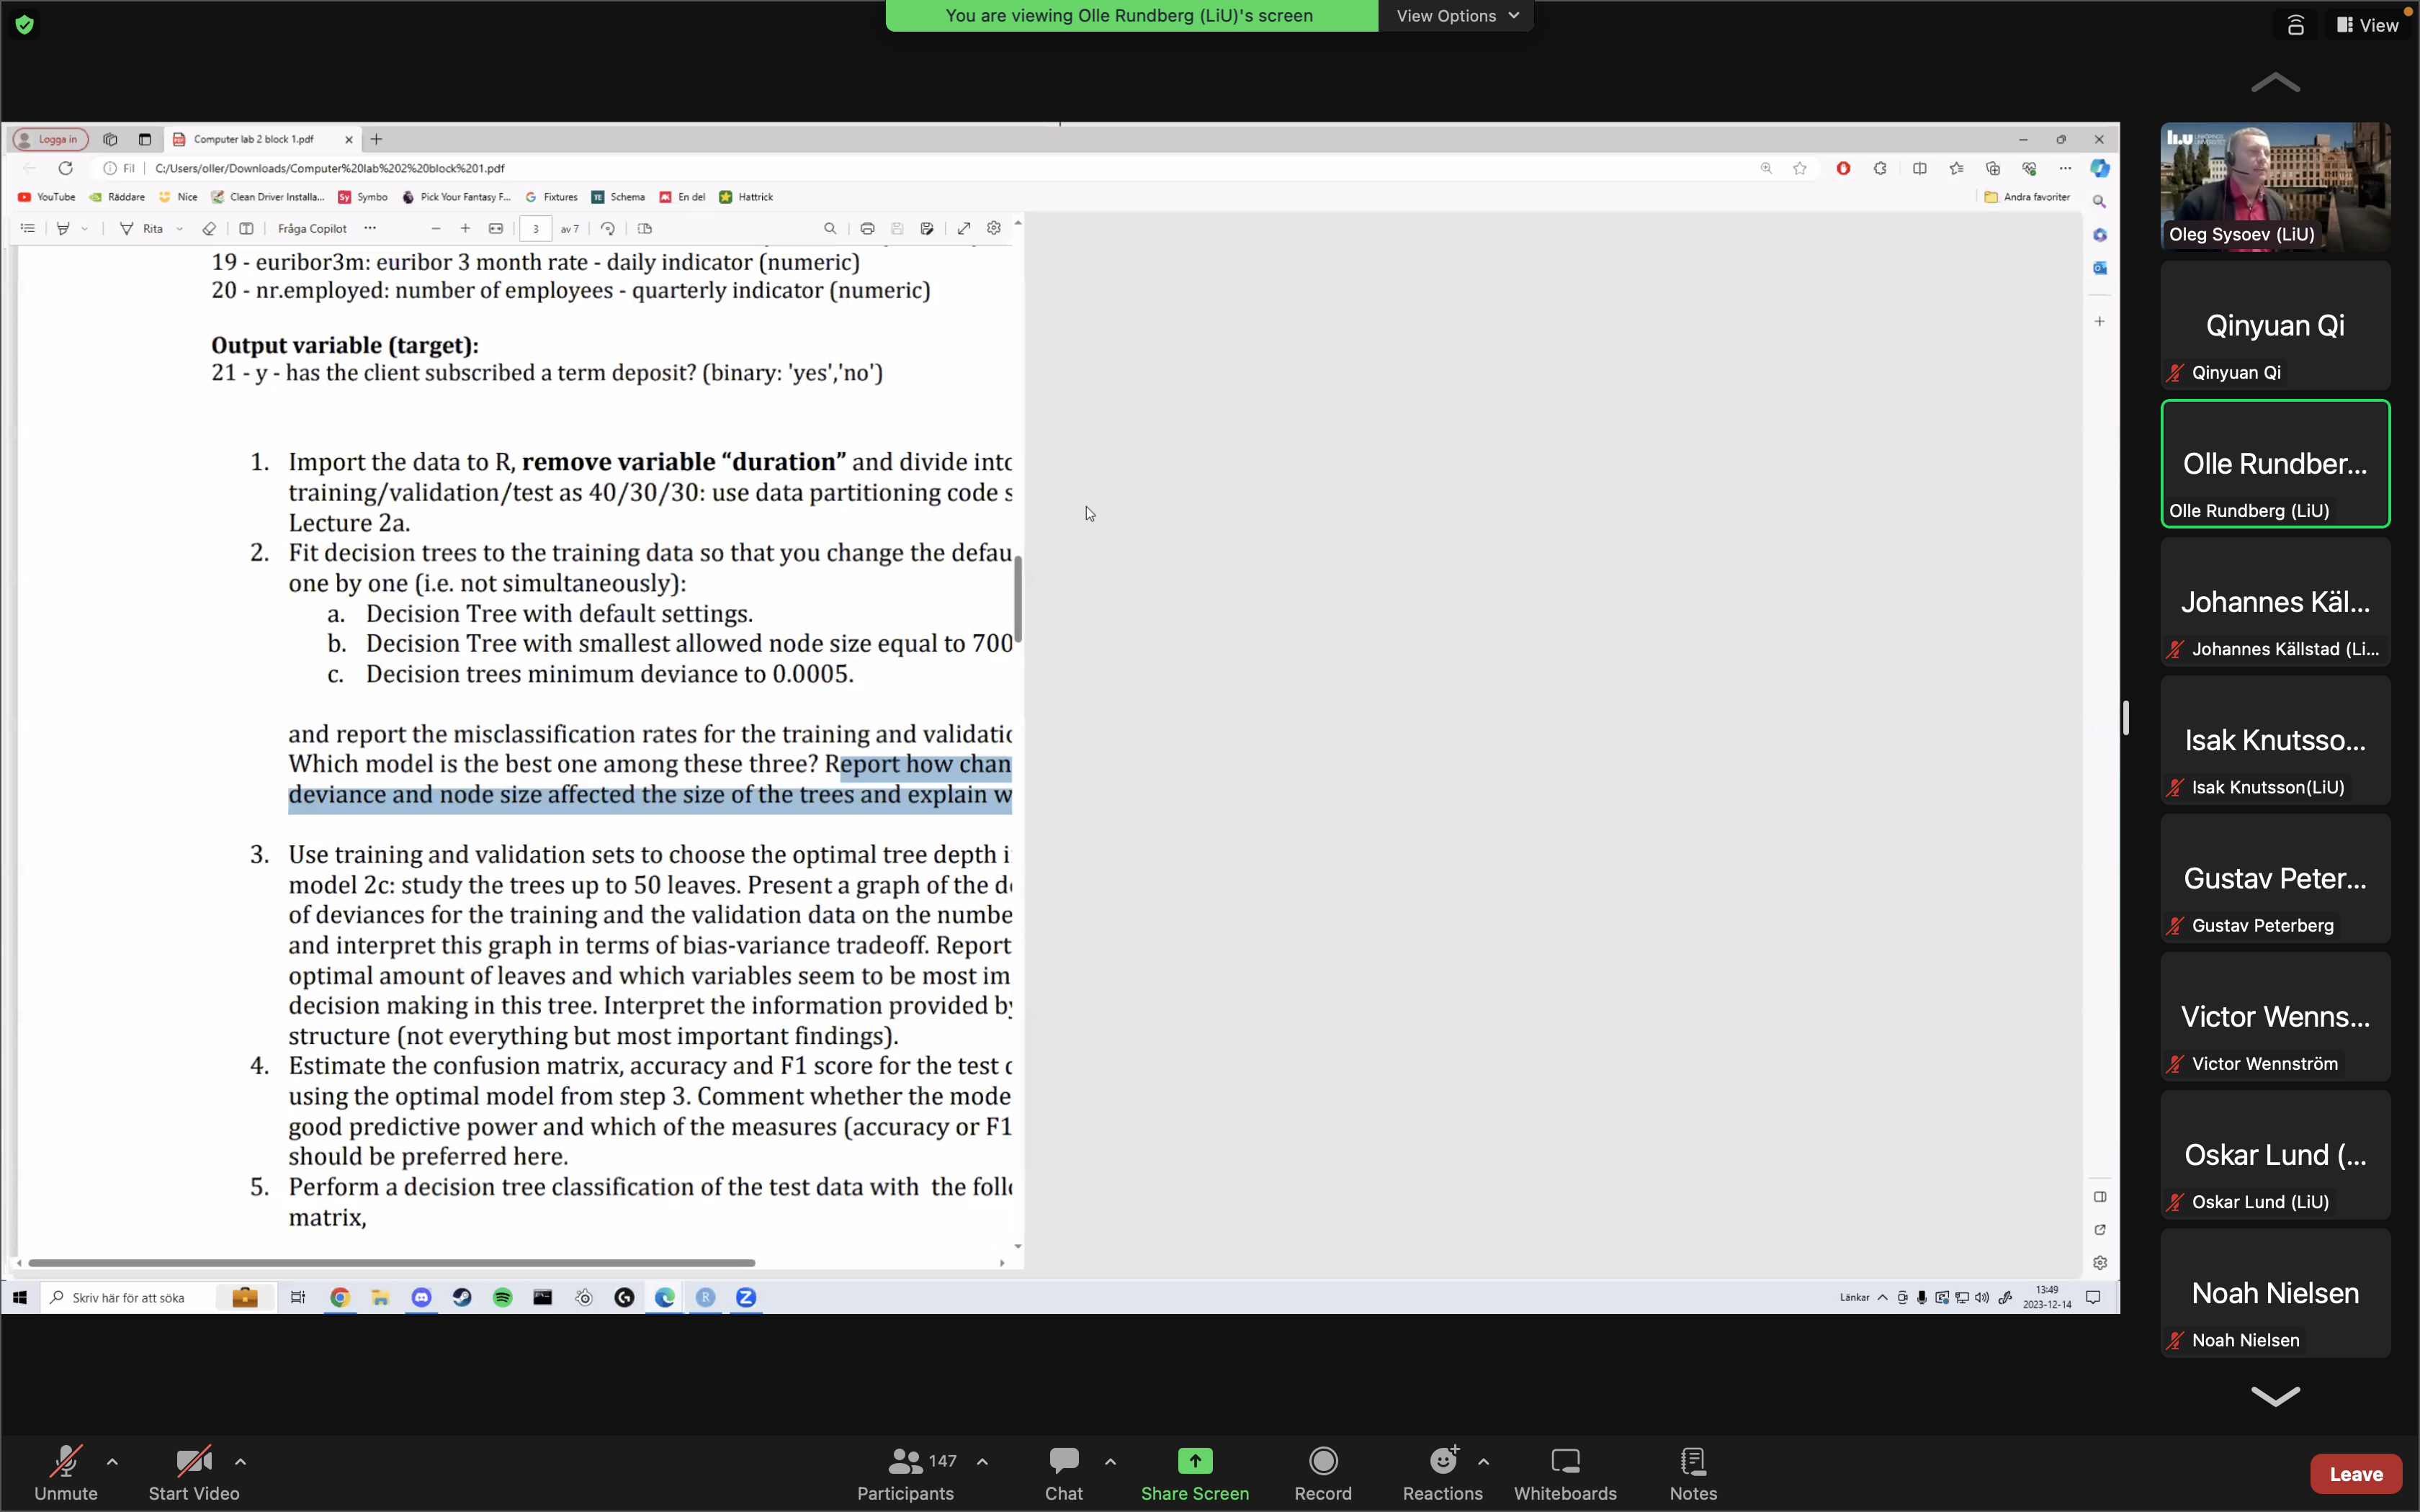 You are viewing Olle Rundberg (LiU)'s screen
View Options
View
Logga in
Computer lab 2 block 1.pdf
Fil
C:/Users/oller/Downloads/Computer%20lab%202%20block%201.pdf
YouTube
Räddare
Nice
Clean Driver Installa...
Symbo
Pick Your Fantasy F...
Fixtures
Schema
En del
Hattrick
Andra favoriter
Rita
Fråga Copilot
3
av 7
19 - euribor3m: euribor 3 month rate - daily indicator (numeric)
20 - nr.employed: number of employees - quarterly indicator (numeric)
Output variable (target):
21 - y - has the client subscribed a term deposit? (binary: 'yes','no')
1. Import the data to R, remove variable “duration” and divide into
training/validation/test as 40/30/30: use data partitioning code s
Lecture 2a.
2. Fit decision trees to the training data so that you change the defau
one by one (i.e. not simultaneously):
a. Decision Tree with default settings.
b. Decision Tree with smallest allowed node size equal to 700
c. Decision trees minimum deviance to 0.0005.
and report the misclassification rates for the training and validatio
Which model is the best one among these three? Report how chan
deviance and node size affected the size of the trees and explain w
3. Use training and validation sets to choose the optimal tree depth i
model 2c: study the trees up to 50 leaves. Present a graph of the de
of deviances for the training and the validation data on the numbe
and interpret this graph in terms of bias-variance tradeoff. Report
optimal amount of leaves and which variables seem to be most im
decision making in this tree. Interpret the information provided by
structure (not everything but most important findings).
4. Estimate the confusion matrix, accuracy and F1 score for the test d
using the optimal model from step 3. Comment whether the mode
good predictive power and which of the measures (accuracy or F1
should be preferred here.
5. Perform a decision tree classification of the test data with the follo
matrix,
Skriv här för att söka
Länkar
13:49
2023-12-14
Oleg Sysoev (LiU)
Qinyuan Qi
Qinyuan Qi
Olle Rundber...
Olle Rundberg (LiU)
Johannes Käl...
Johannes Källstad (Li...
Isak Knutsso...
Isak Knutsson(LiU)
Gustav Peter...
Gustav Peterberg
Victor Wenns...
Victor Wennström
Oskar Lund (...
Oskar Lund (LiU)
Noah Nielsen
Noah Nielsen
Unmute
Start Video
147
Participants
Chat
Share Screen
Record
Reactions
Whiteboards
Notes
Leave